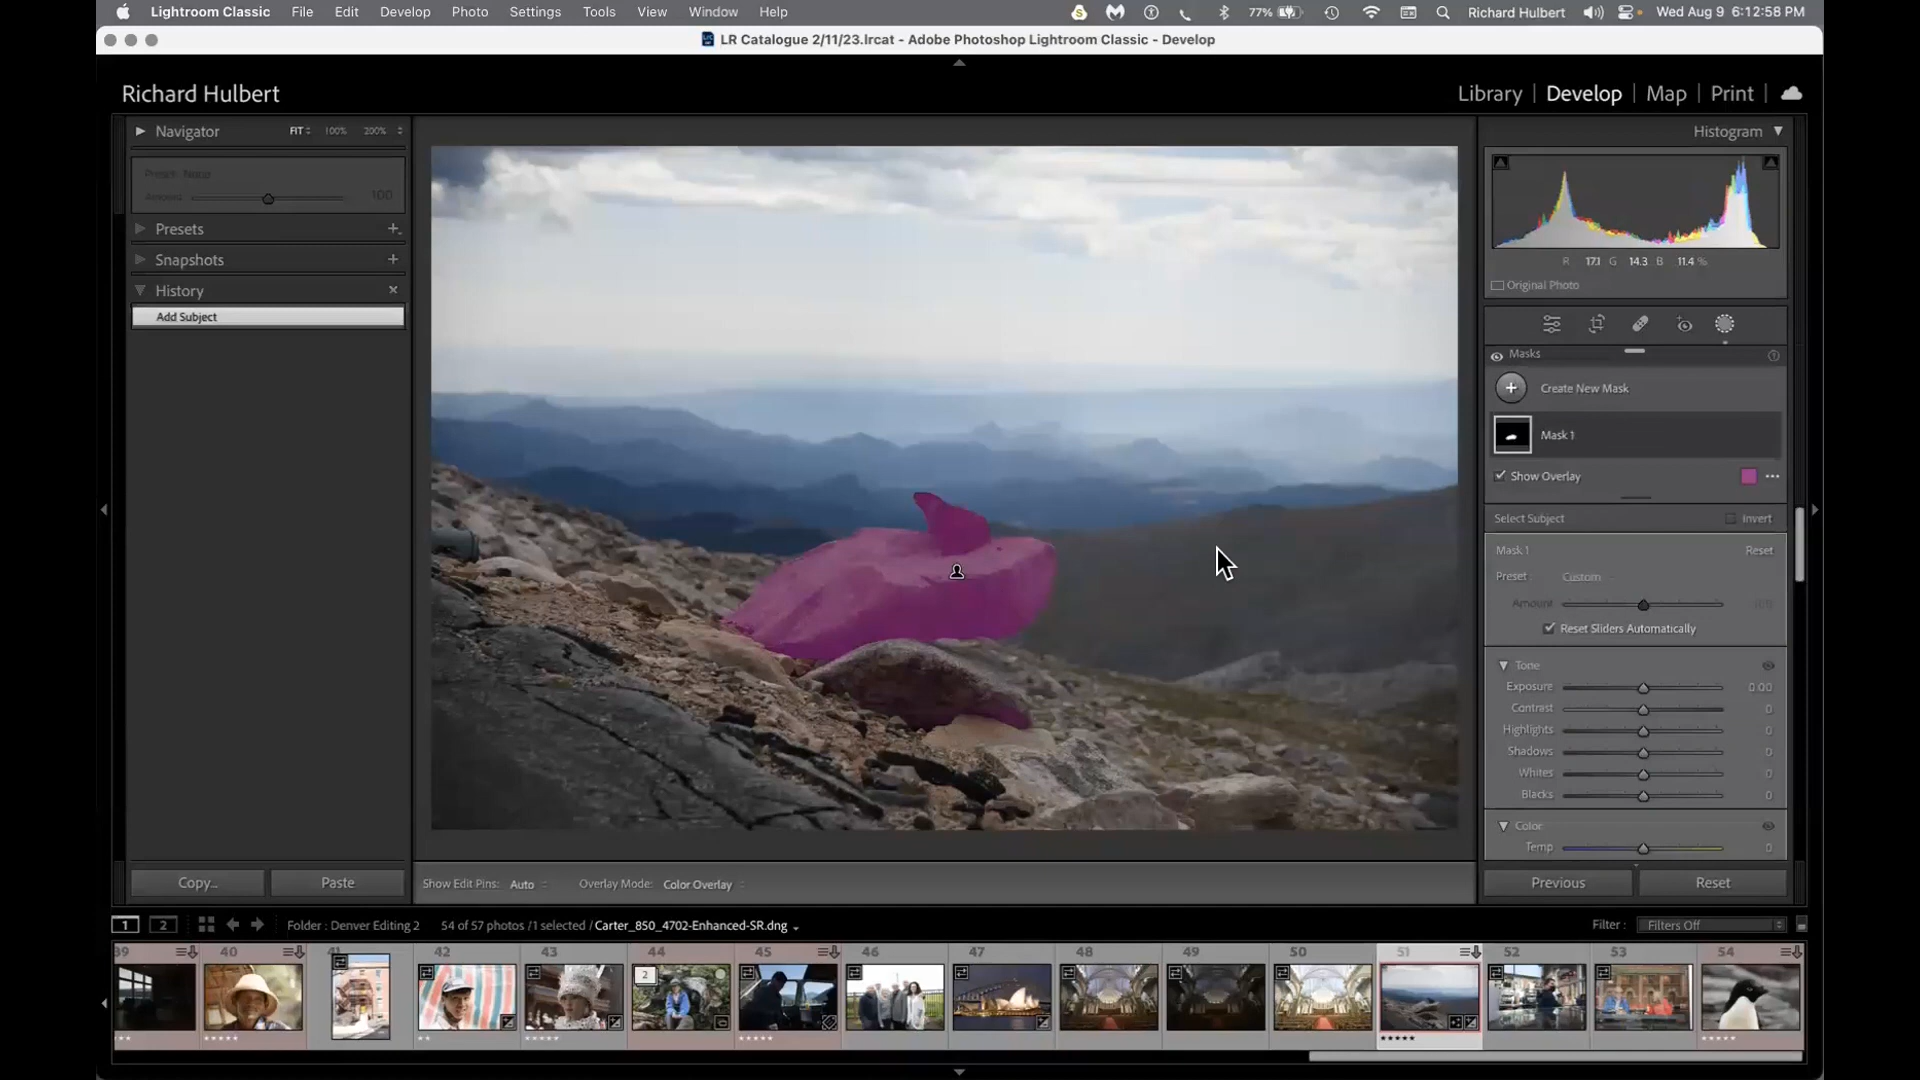 Lightroom Classic File Edit Develop Photo Settings Tools View Window Help 77% Richard Hulbert Wed Aug 9 6:12:58 PM
LR Catalogue 2/11/23.lrcat - Adobe Photoshop Lightroom Classic - Develop
Richard Hulbert
Library | Develop | Map | Print |
Navigator FIT 100% 200%
Preset: None
Amount 100
Presets
Snapshots
History
Add Subject
Histogram
R 17.1 G 14.3 B 11.4 %
Original Photo
Masks
Create New Mask
Mask 1
Show Overlay
Select Subject Invert
Mask 1 Reset
Preset: Custom
Amount
Reset Sliders Automatically
Tone
Exposure 0.00
Contrast 0
Highlights 0
Shadows 0
Whites 0
Blacks 0
Color
Temp 0
Copy... Paste
Show Edit Pins: Auto Overlay Mode: Color Overlay
Previous Reset
1 2 Folder : Denver Editing 2 54 of 57 photos /1 selected /Carter_850_4702-Enhanced-SR.dng
Filter : Filters Off
39 40 41 42 43 44 45 46 47 48 49 50 51 52 53 54
2